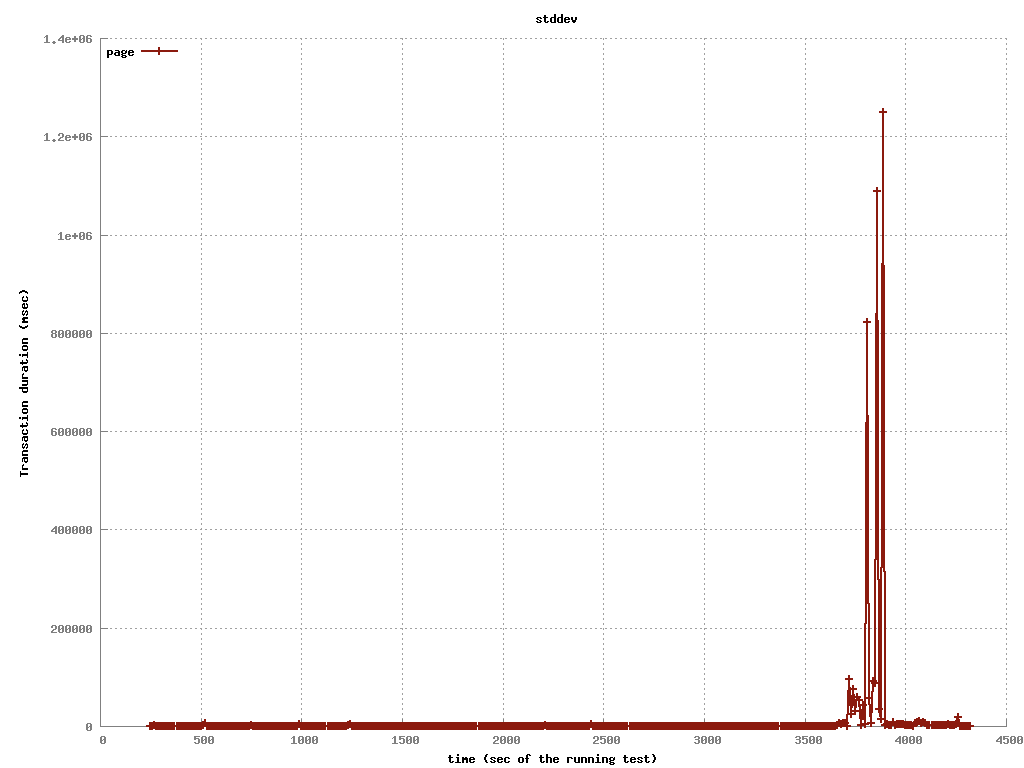 stddev
1.4e+06
page
1.2e+06
1e+06
800000
600000
400000
200000
0
Transaction duration (msec)
0 500 1000 1500 2000 2500 3000 3500 4000 4500
time (sec of the running test)